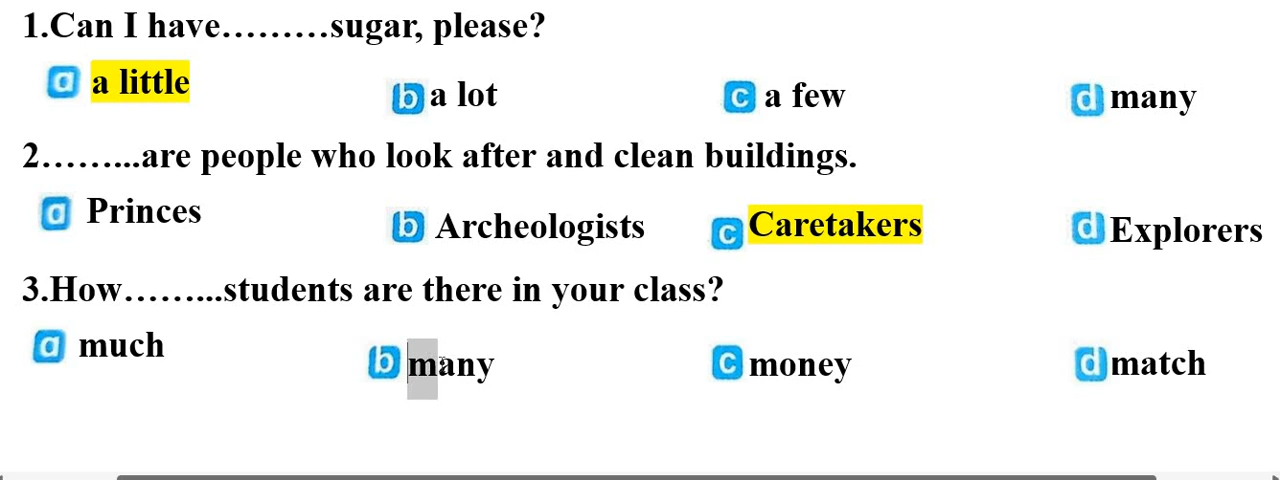 1.Can I have.........sugar, please?
a a little b a lot c a few d many
2.........are people who look after and clean buildings.
a Princes b Archeologists c Caretakers d Explorers
3.How.........students are there in your class?
a much b many c money d match